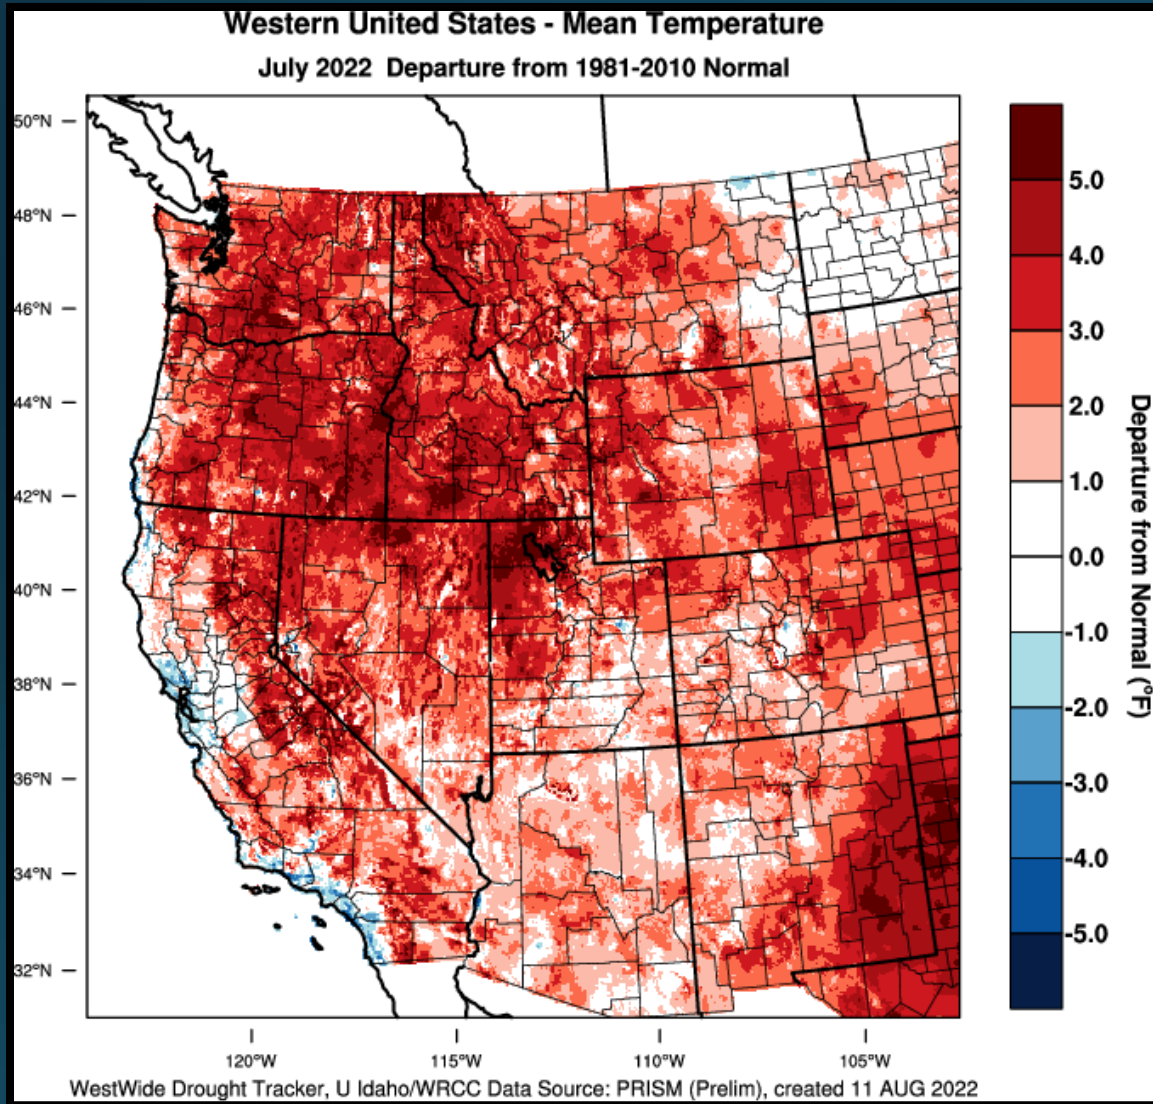 Western United States - Mean Temperature
July 2022 Departure from 1981-2010 Normal
50°N
48°N
46°N
44°N
42°N
40°N
38°N
36°N
34°N
32°N
120°W
115°W
110°W
105°W
5.0
4.0
3.0
2.0
1.0
0.0
-1.0
-2.0
-3.0
-4.0
-5.0
Departure from Normal (°F)
WestWide Drought Tracker, U Idaho/WRCC Data Source: PRISM (Prelim), created 11 AUG 2022